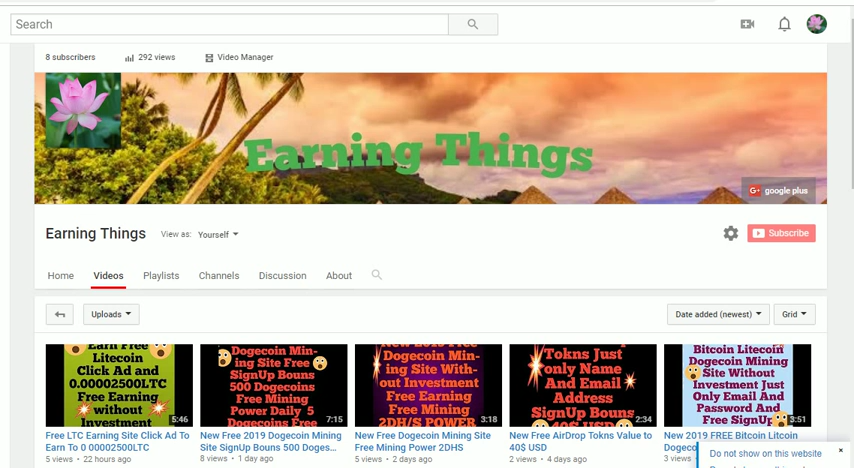 Search
8 subscribers 292 views Video Manager
Earning Things
G+ google plus
Earning Things View as: Yourself
Subscribe
Home Videos Playlists Channels Discussion About
Uploads Date added (newest) Grid
Earn Free
Litecoin
Click Ad and
0.00002500LTC
Free Earning
without
Investment
5:46
Dogecoin Min-
ing Site Free
SignUp Bouns
500 Dogecoins
Free Mining
Power Daily 5
Dogecoins Free
7:15
New 2019 Free
Dogecoin Min-
ing Site With-
out Investment
Free Earning
Free Mining
2DH/S POWER
3:18
Tokns Just
only Name
And Email
Address
SignUp Bouns
40$ USD
2:34
Bitcoin Litecoin
Dogecoin Mining
Site Without
Investment Just
Only Email And
Password And
Free SignUp
3:51
Free LTC Earning Site Click Ad To
Earn To 0 00002500LTC
5 views • 22 hours ago
New Free 2019 Dogecoin Mining
Site SignUp Bouns 500 Doges...
8 views • 1 day ago
New Free Dogecoin Mining Site
Free Mining Power 2DHS
5 views • 2 days ago
New Free AirDrop Tokns Value to
40$ USD
2 views • 4 days ago
New 2019 FREE Bitcoin Litcoin
Dogeco
3 views
Do not show on this website